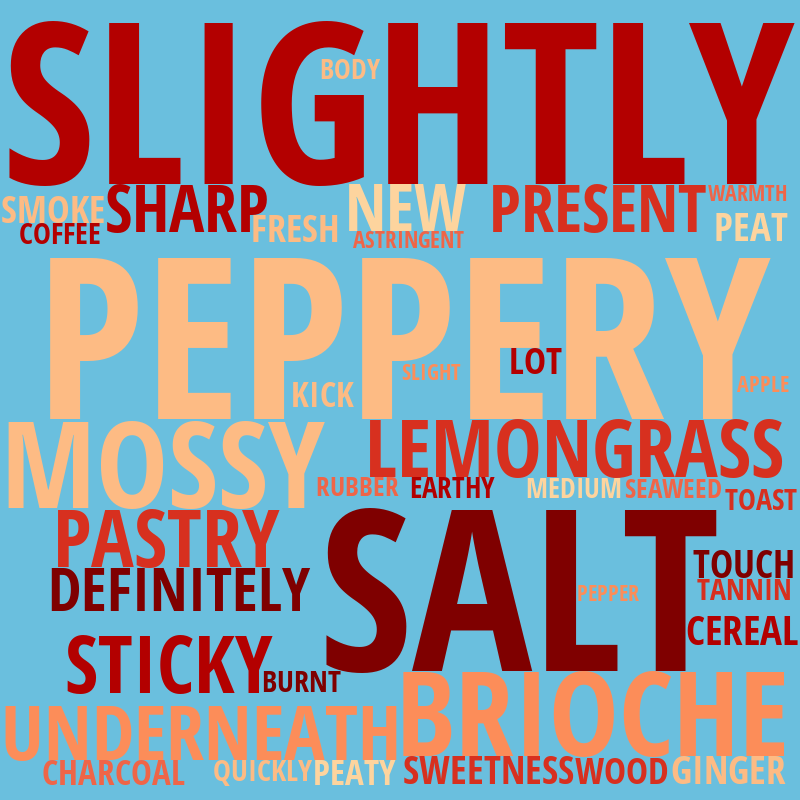 SLIGHTLY
BODY
SMOKE SHARP NEW PRESENT WARMTH
COFFEE FRESH ASTRINGENT PEAT
PEPPERY
LOT
KICK SLIGHT APPLE
MOSSY LEMONGRASS
RUBBER EARTHY MEDIUM SEAWEED TOAST
PASTRY SALT
DEFINITELY PEPPER TOUCH
TANNIN
CEREAL
STICKY BURNT
UNDERNEATH BRIOCHE
CHARCOAL QUICKLY PEATY SWEETNESS WOOD GINGER